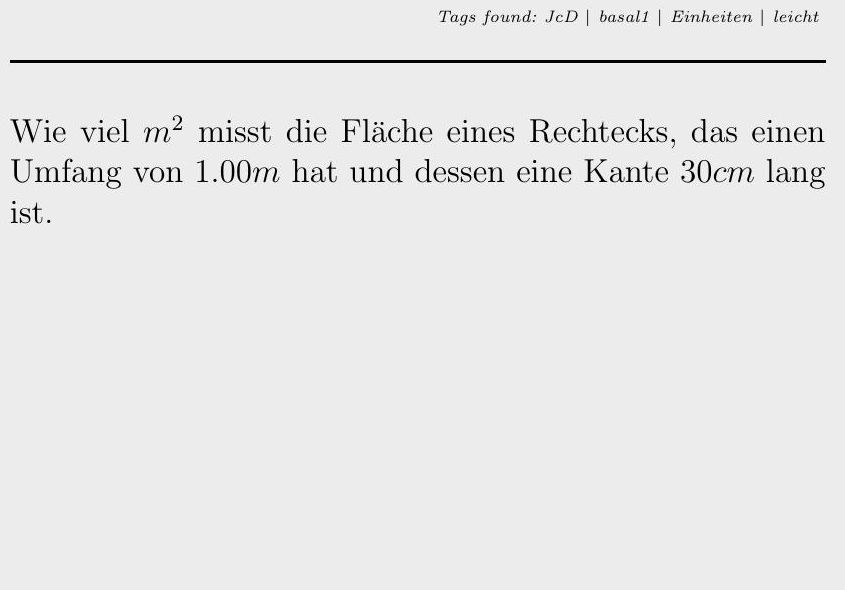 Tags found: JcD | basal1 | Einheiten | leicht
Wie viel m² misst die Fläche eines Rechtecks, das einen
Umfang von 1.00m hat und dessen eine Kante 30cm lang
ist.